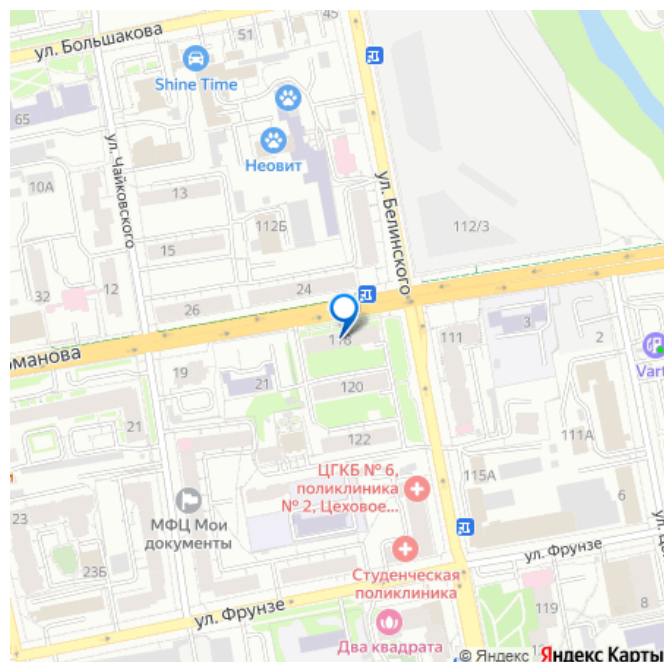 45
ул. Большакова
51
Shine Time
65
ул. Чайковского
Неовит
10А
13
ул. Белинского
112Б
112/3
15
12
24
32
26
111
3
2
118
19
21
120
Vart
21
122
111А
ЦГКБ № 6,
поликлиника
№ 2, Цеховое...
115А
МФЦ Мои
документы
6
23
ул. Фрунзе
23Б
Студенческая
поликлиника
ул. Фрунзе
119
8
Два квадрата
© Яндекс
Яндекс Карты